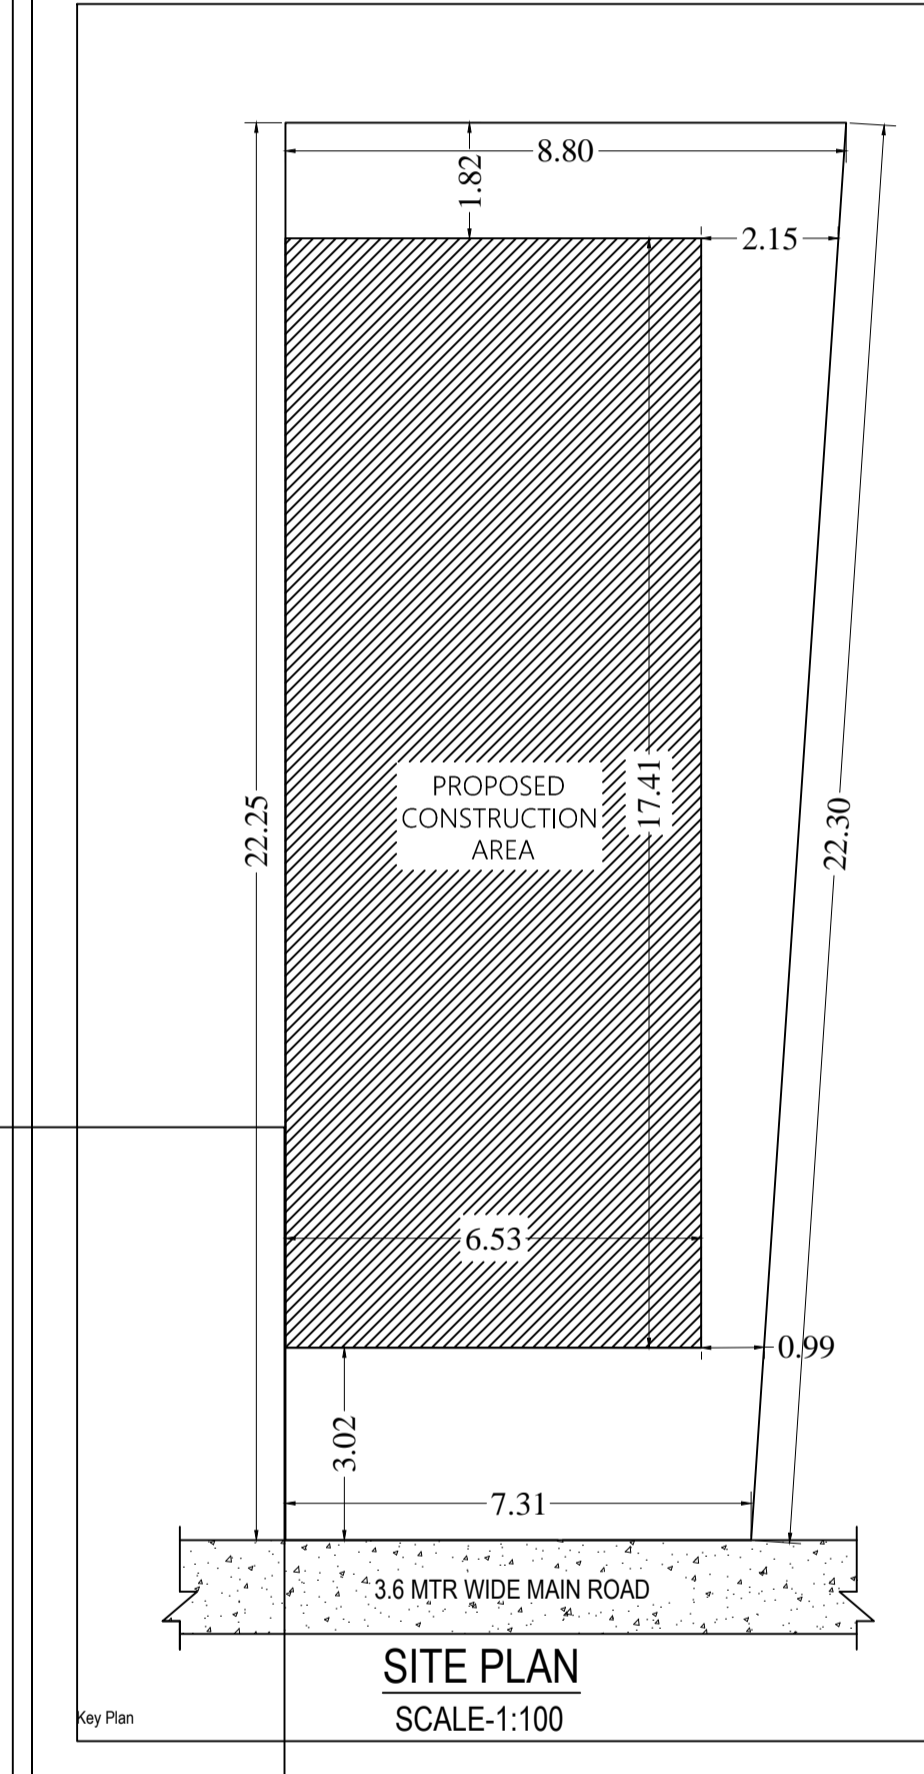 8.80
1.82
2.15
22.25
PROPOSED
CONSTRUCTION
AREA
17.41
22.30
6.53
0.99
3.02
7.31
3.6 MTR WIDE MAIN ROAD
SITE PLAN
SCALE-1:100
Key Plan